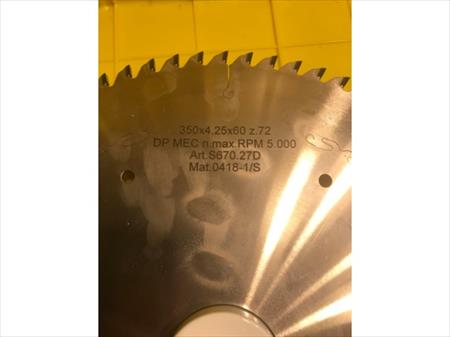 350x4,25x60 z.72
DP MEC n.max.RPM 5.000
Art.S670.27D
Mat.0418-1/S